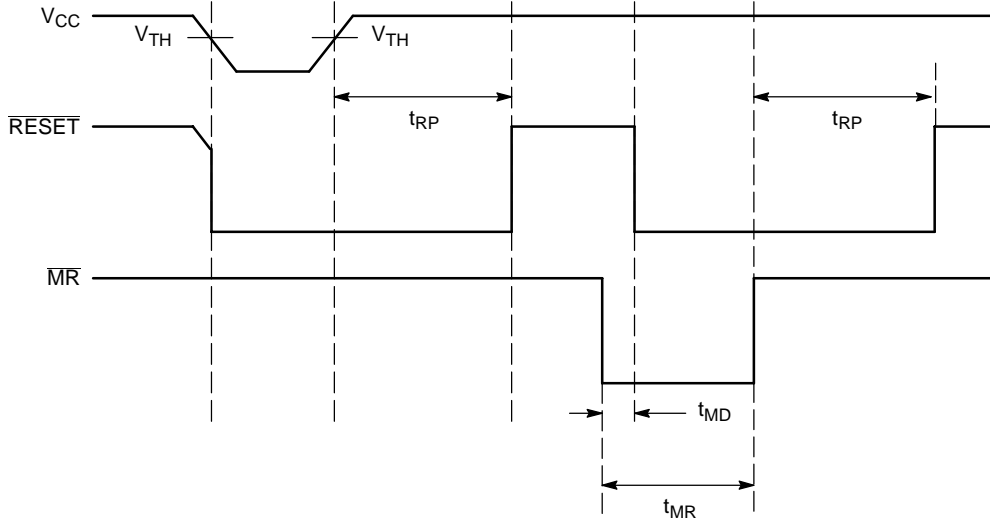 VCC
VTH VTH
tRP tRP
RESET
MR
tMD
tMR